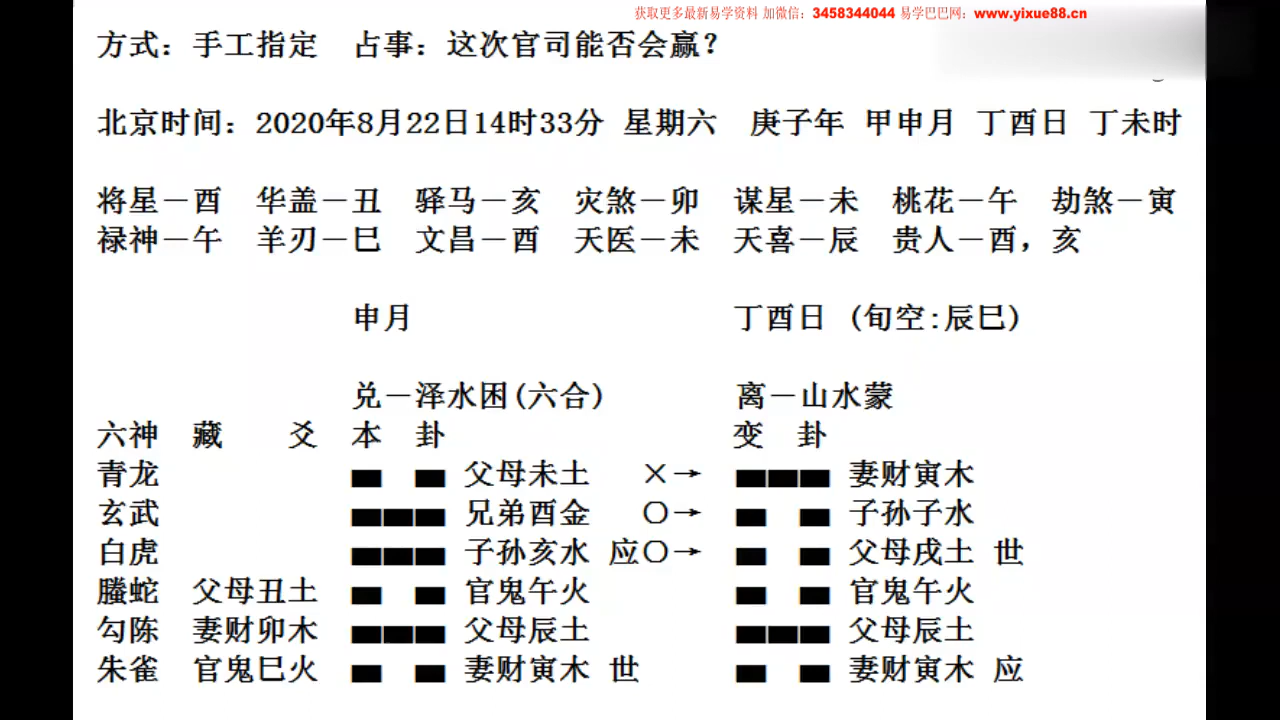 获取更多最新易学资料 加微信：3458344044 易学巴巴网：www.yixue88.cn
方式：手工指定 占事：这次官司能否会赢？
北京时间：2020年8月22日14时33分 星期六 庚子年 甲申月 丁酉日 丁未时
将星－酉 华盖－丑 驿马－亥 灾煞－卯 谋星－未 桃花－午 劫煞－寅
禄神－午 羊刃－巳 文昌－酉 天医－未 天喜－辰 贵人－酉，亥
申月 丁酉日 (旬空:辰巳)
兑－泽水困(六合) 离－山水蒙
六神 藏 爻 本 卦 变 卦
青龙 父母未土 ×→ 妻财寅木
玄武 兄弟酉金 ○→ 子孙子水
白虎 子孙亥水 应○→ 父母戌土 世
螣蛇 父母丑土 官鬼午火 官鬼午火
勾陈 妻财卯木 父母辰土 父母辰土
朱雀 官鬼巳火 妻财寅木 世 妻财寅木 应